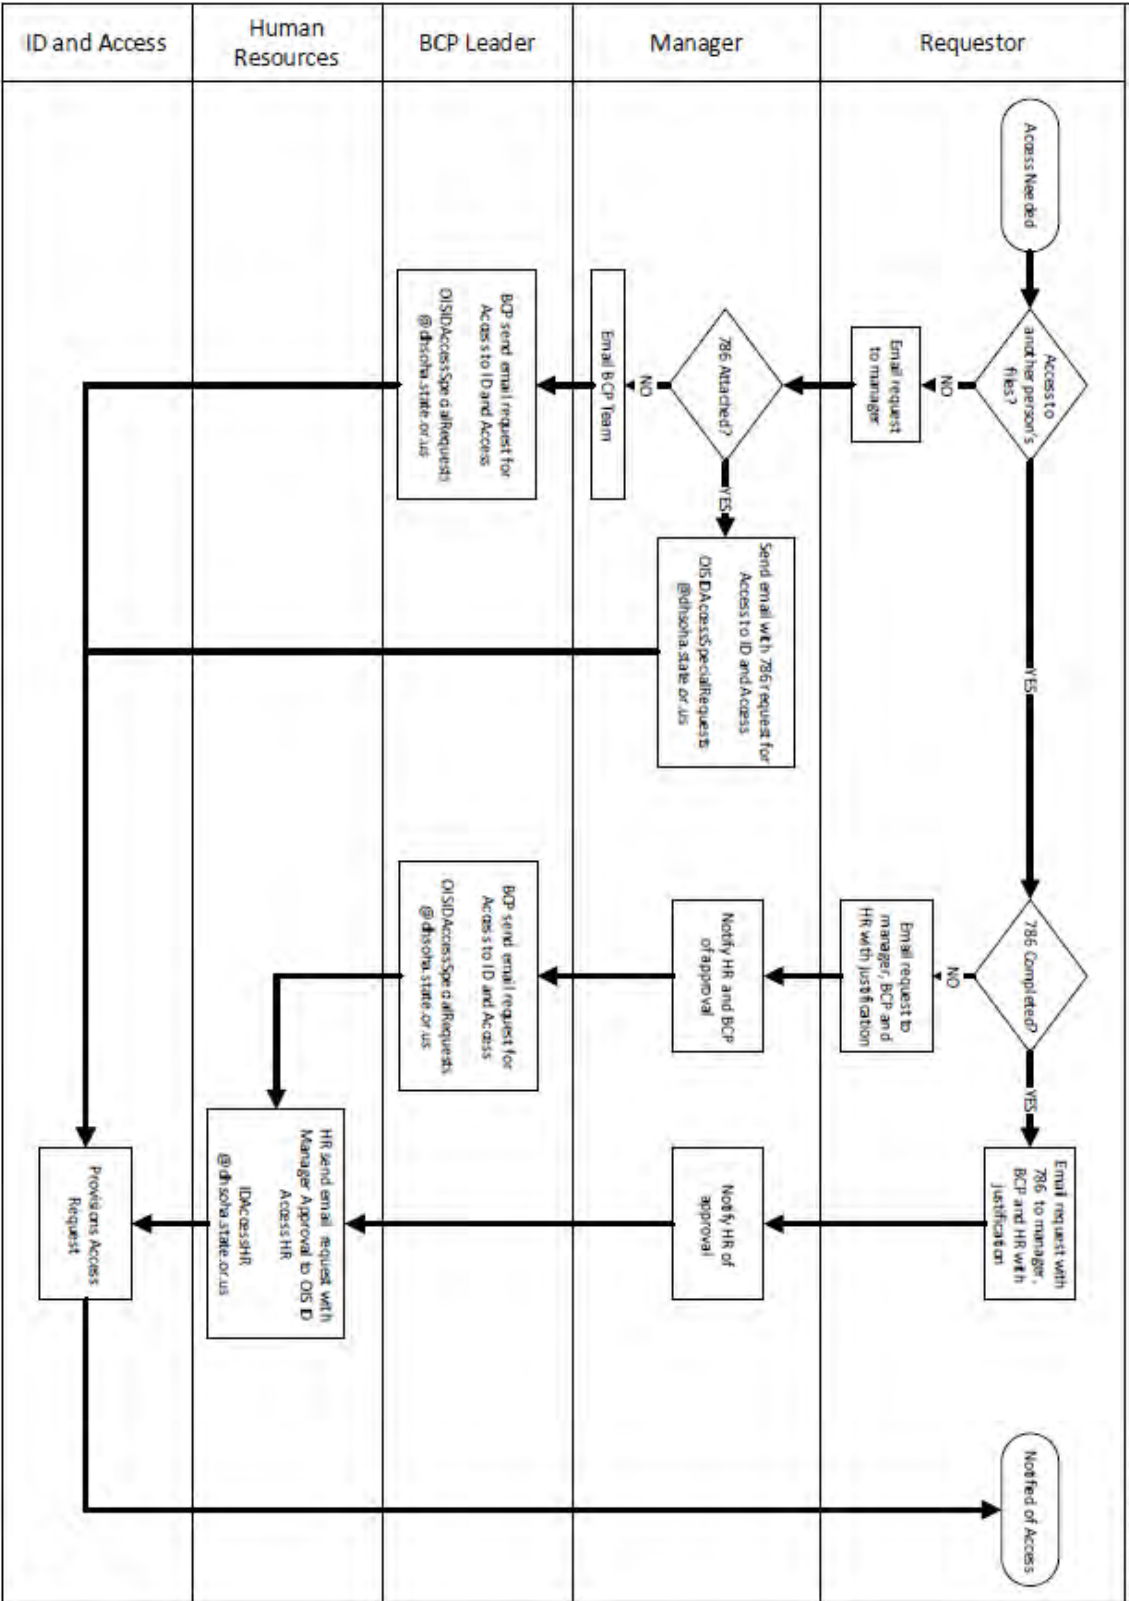 ID and Access
Human
Resources
BCP Leader
Manager
Requestor
Access Needed
Access to
another person's
files?
NO
Email request
to manager
786 Attached?
NO
Email BCP Team
BCP send email request for
Access to ID and Access
OISIDAccessSpecialRequests
@dhsoha.state.or.us
YES
Send email with 786 request for
Access to ID and Access
OISIDAccessSpecialRequests
@dhsoha.state.or.us
YES
786 Completed?
NO
Email request to
manager, BCP and
HR with justification
Notify HR and BCP
of approval
BCP send email request for
Access to ID and Access
OISIDAccessSpecialRequests
@dhsoha.state.or.us
YES
Email request with
786 to manager,
BCP and HR with
justification
Notify HR of
approval
HR send email request with
Manager Approval to OIS ID
Access HR
IDAccessHR
@dhsoha.state.or.us
Provisions Access
Request
Notified of Access